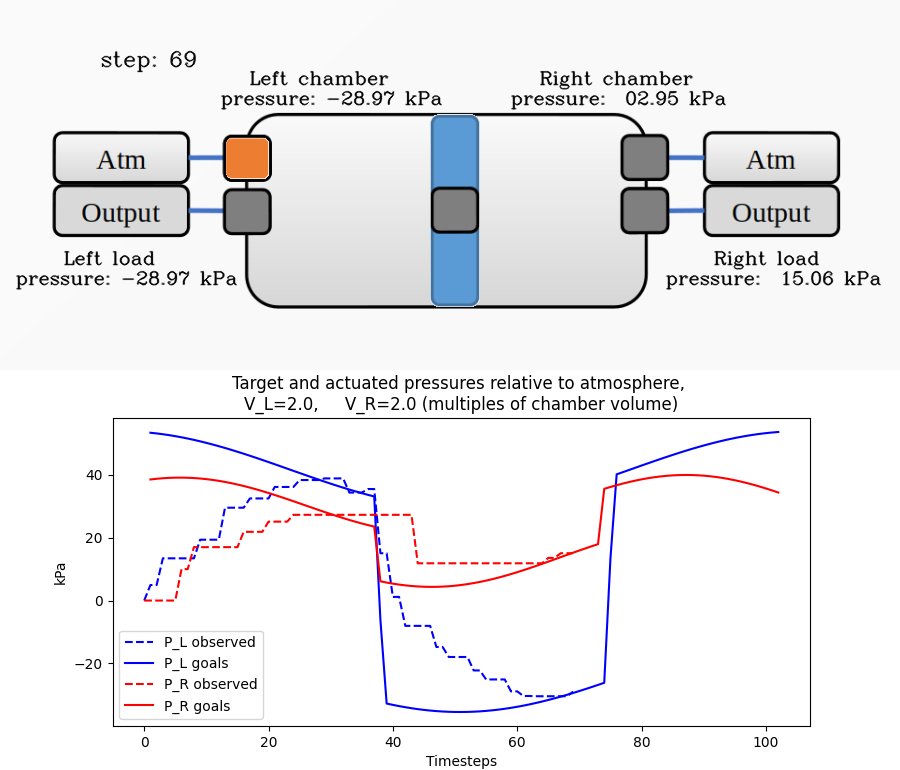 step: 69
Left chamber
pressure: −28.97 kPa
Right chamber
pressure: 02.95 kPa
Atm
Output
Atm
Output
Left load
pressure: −28.97 kPa
Right load
pressure: 15.06 kPa
Target and actuated pressures relative to atmosphere,
V_L=2.0, V_R=2.0 (multiples of chamber volume)
40
20
0
−20
kPa
P_L observed
P_L goals
P_R observed
P_R goals
0 20 40 60 80 100
Timesteps